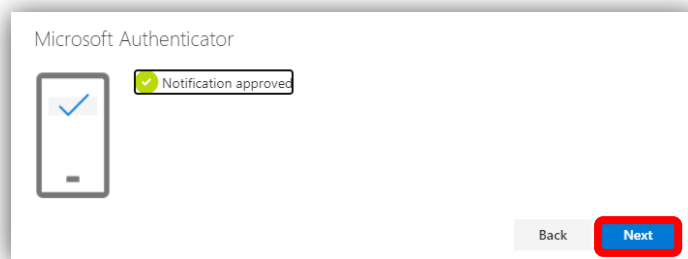 Microsoft Authenticator
Notification approved
Back
Next